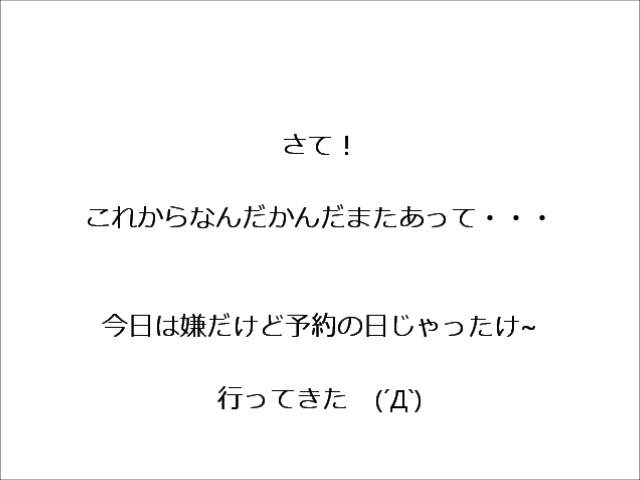 さて！
これからなんだかんだまたあって・・・
今日は嫌だけど予約の日じゃったけ~
行ってきた　(´Д`)